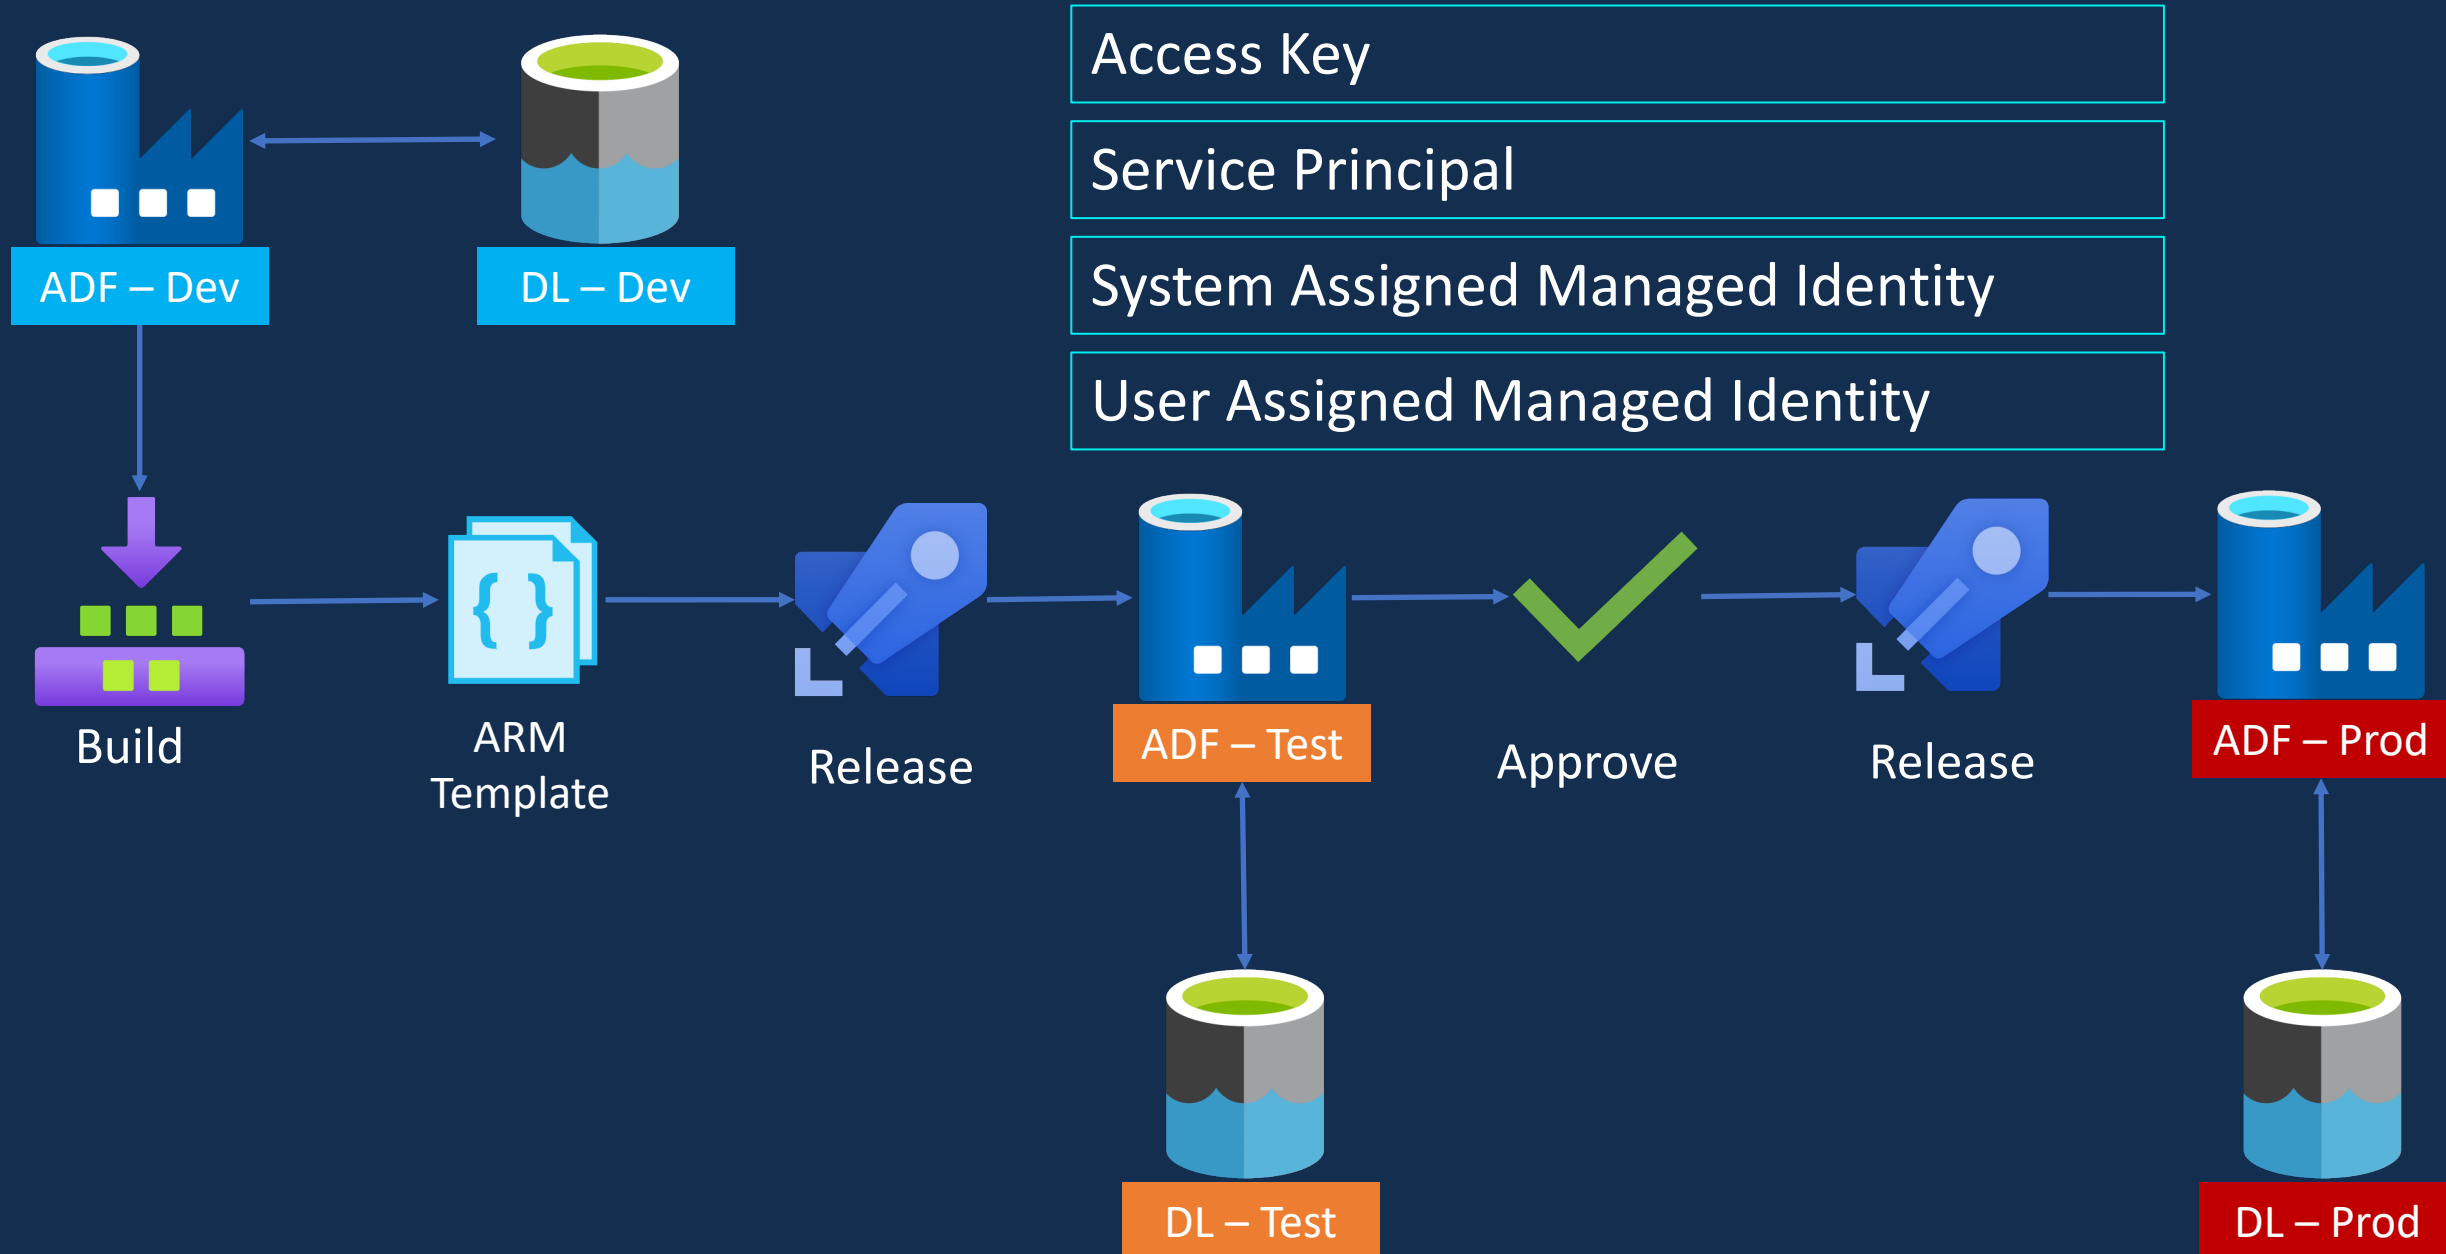 Access Key
Service Principal
System Assigned Managed Identity
User Assigned Managed Identity
ADF – Dev
DL – Dev
Build
ARM
Template
Release
ADF – Test
Approve
Release
ADF – Prod
DL – Test
DL – Prod